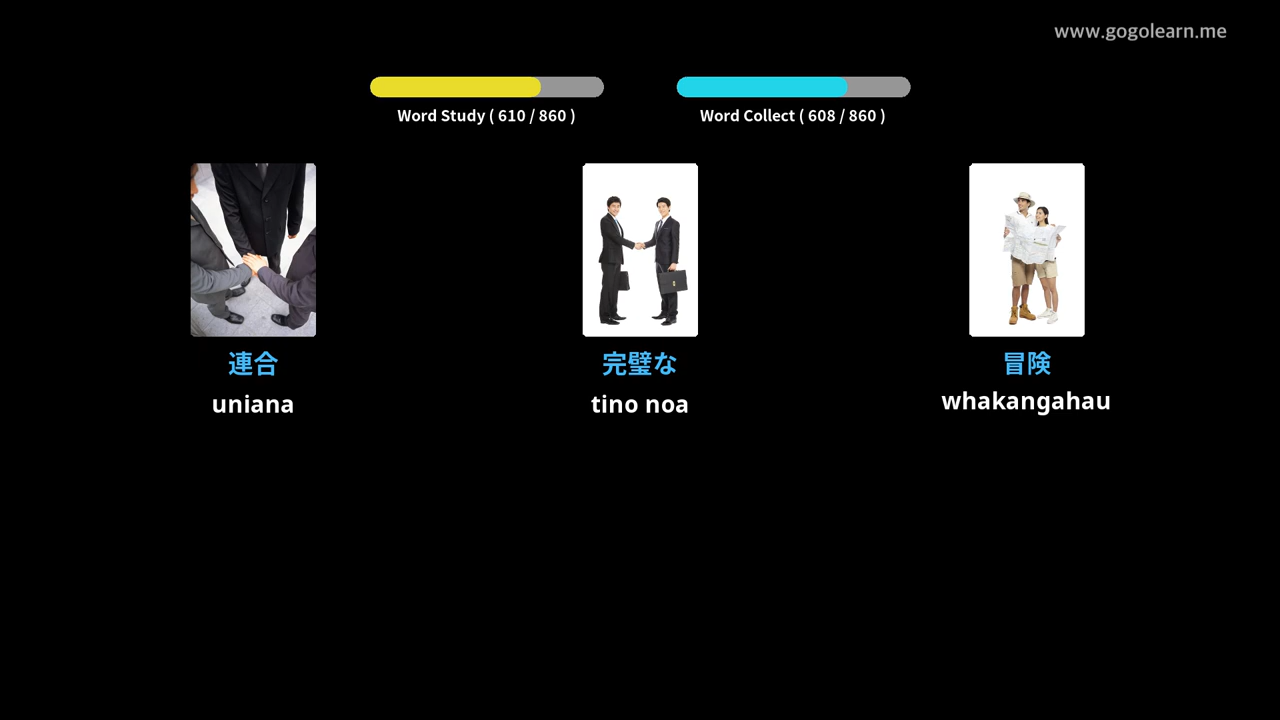 www.gogolearn.me
Word Study ( 610 / 860 )
Word Collect ( 608 / 860 )
連合
完璧な
冒険
uniana
tino noa
whakangahau